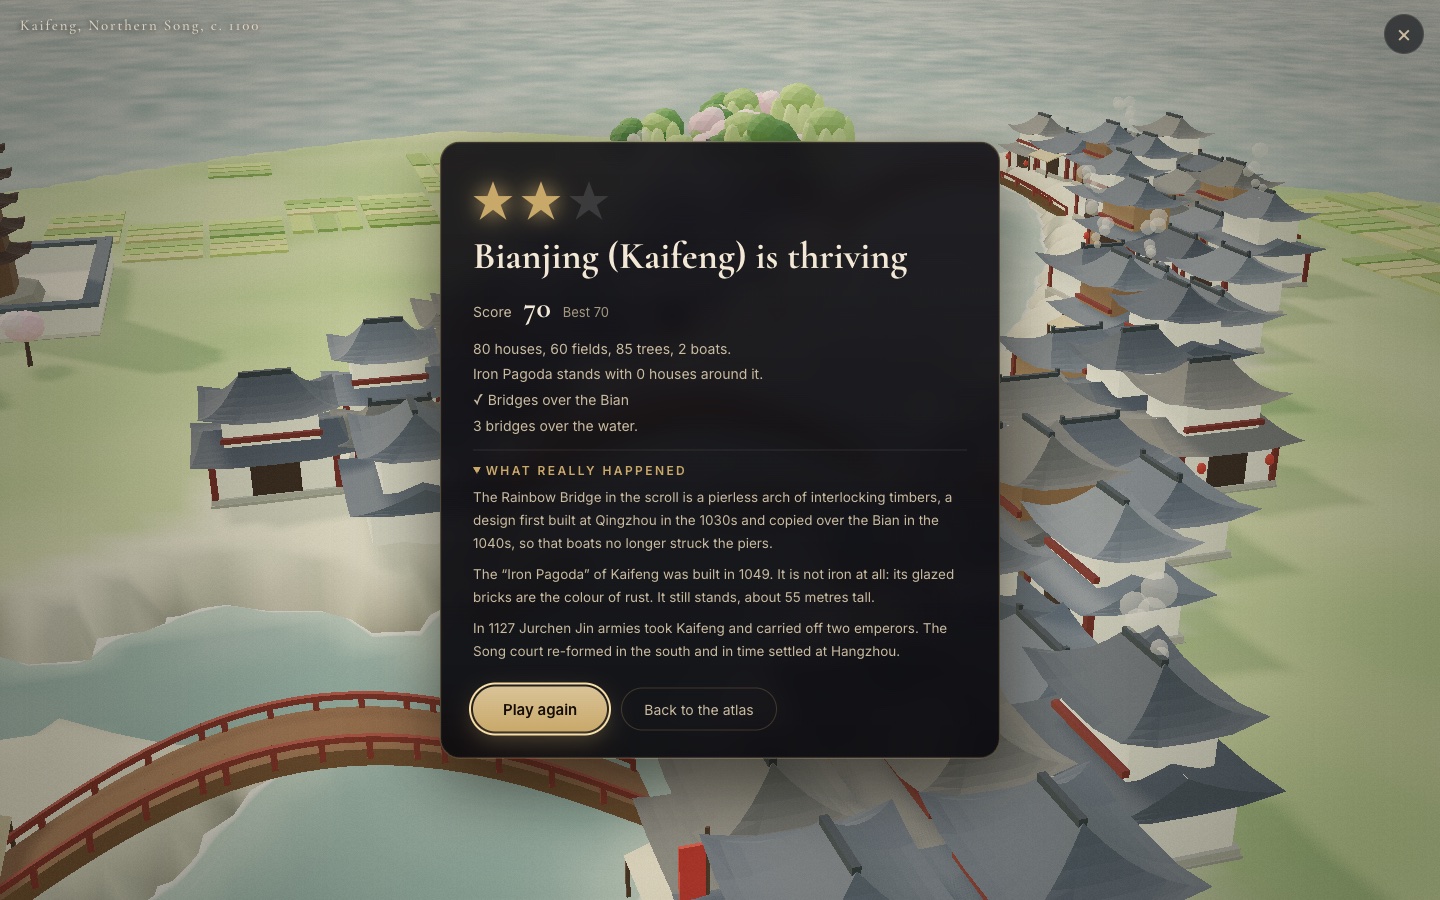 Kaifeng, Northern Song, c. 1100
Bianjing (Kaifeng) is thriving
Score 70 Best 70
80 houses, 60 fields, 85 trees, 2 boats.
Iron Pagoda stands with 0 houses around it.
✓ Bridges over the Bian
3 bridges over the water.
▾ WHAT REALLY HAPPENED
The Rainbow Bridge in the scroll is a pierless arch of interlocking timbers, a
design first built at Qingzhou in the 1030s and copied over the Bian in the
1040s, so that boats no longer struck the piers.
The “Iron Pagoda” of Kaifeng was built in 1049. It is not iron at all: its glazed
bricks are the colour of rust. It still stands, about 55 metres tall.
In 1127 Jurchen Jin armies took Kaifeng and carried off two emperors. The
Song court re-formed in the south and in time settled at Hangzhou.
Play again
Back to the atlas